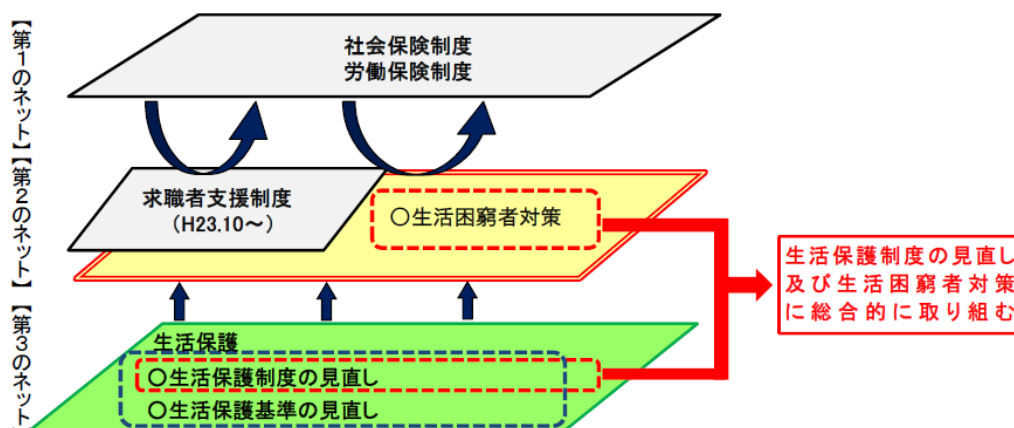 【第1のネット】
社会保険制度
労働保険制度
【第2のネット】
求職者支援制度
(H23.10～)
〇生活困窮者対策
生活保護制度の見直し
及び生活困窮者対策
に総合的に取り組む
【第3のネット
生活保護
〇生活保護制度の見直し
〇生活保護基準の見直し